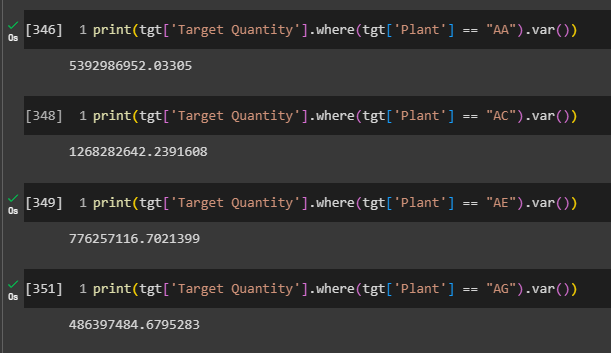 [346] 1 print(tgt['Target Quantity'].where(tgt['Plant'] == "AA").var())
0s
5392986952.03305
[348] 1 print(tgt['Target Quantity'].where(tgt['Plant'] == "AC").var())
1268282642.2391608
[349] 1 print(tgt['Target Quantity'].where(tgt['Plant'] == "AE").var())
0s
776257116.7021399
[351] 1 print(tgt['Target Quantity'].where(tgt['Plant'] == "AG").var())
0s
486397484.6795283